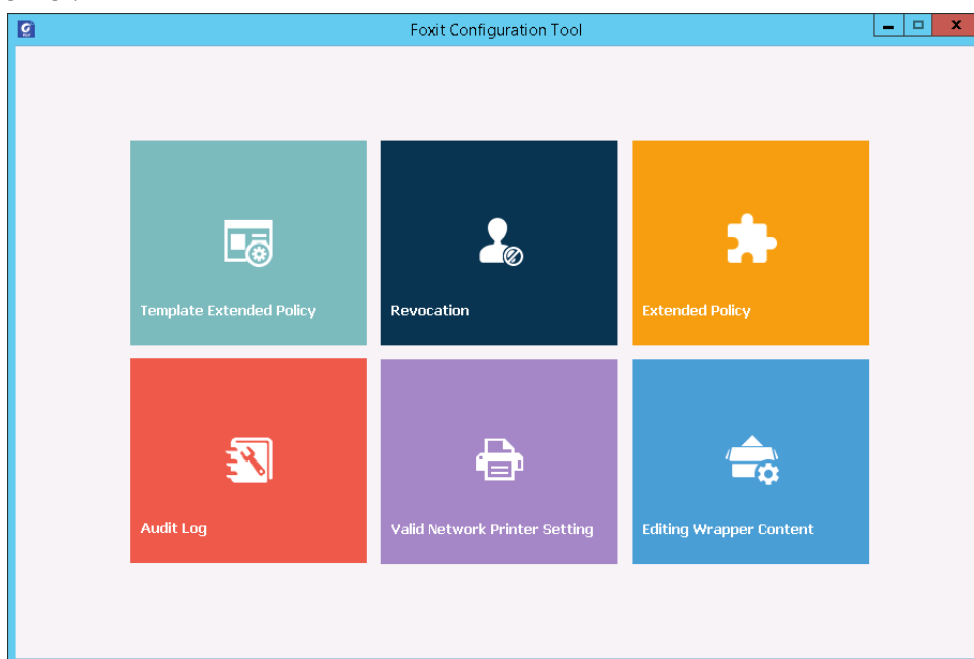 Foxit Configuration Tool
Template Extended Policy
Revocation
Extended Policy
Audit Log
Valid Network Printer Setting
Editing Wrapper Content